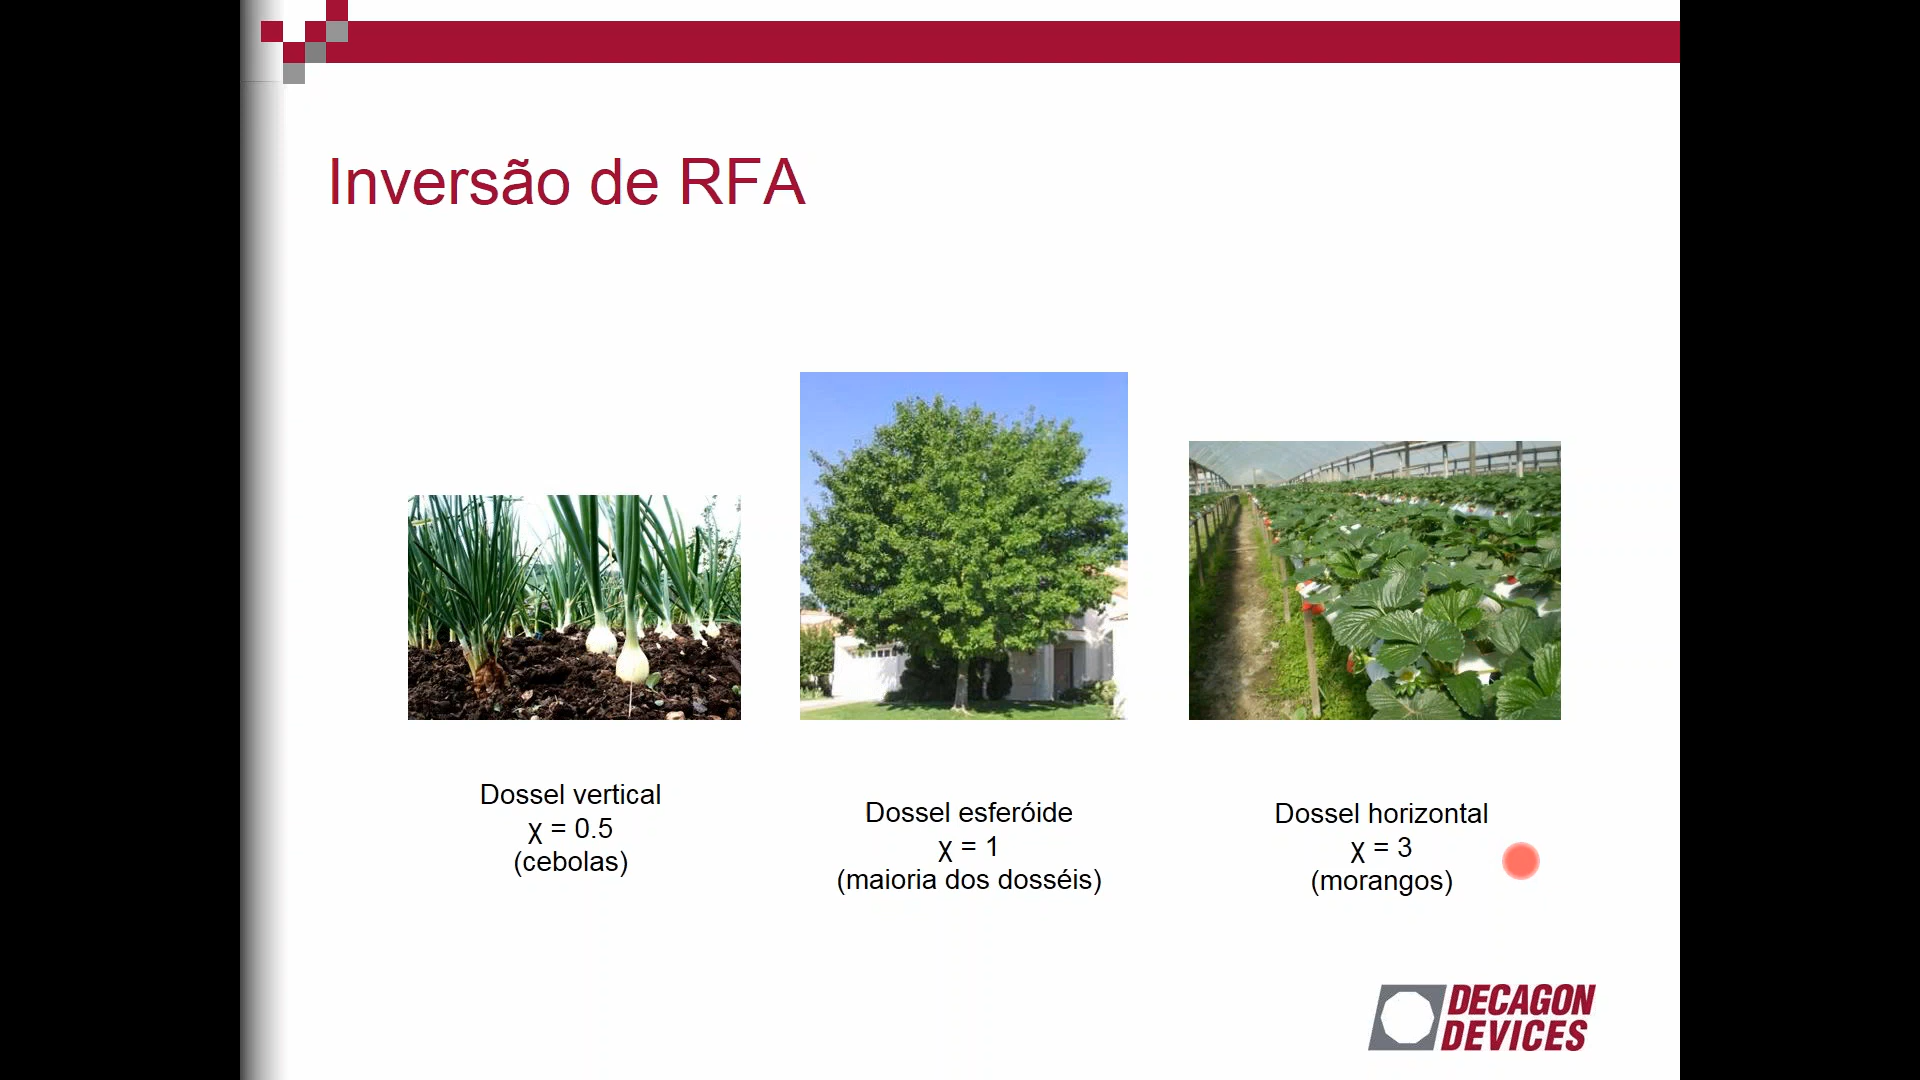 Inversão de RFA
Dossel vertical
χ = 0.5
(cebolas)
Dossel esferóide
χ = 1
(maioria dos dosséis)
Dossel horizontal
χ = 3
(morangos)
DECAGON
DEVICES